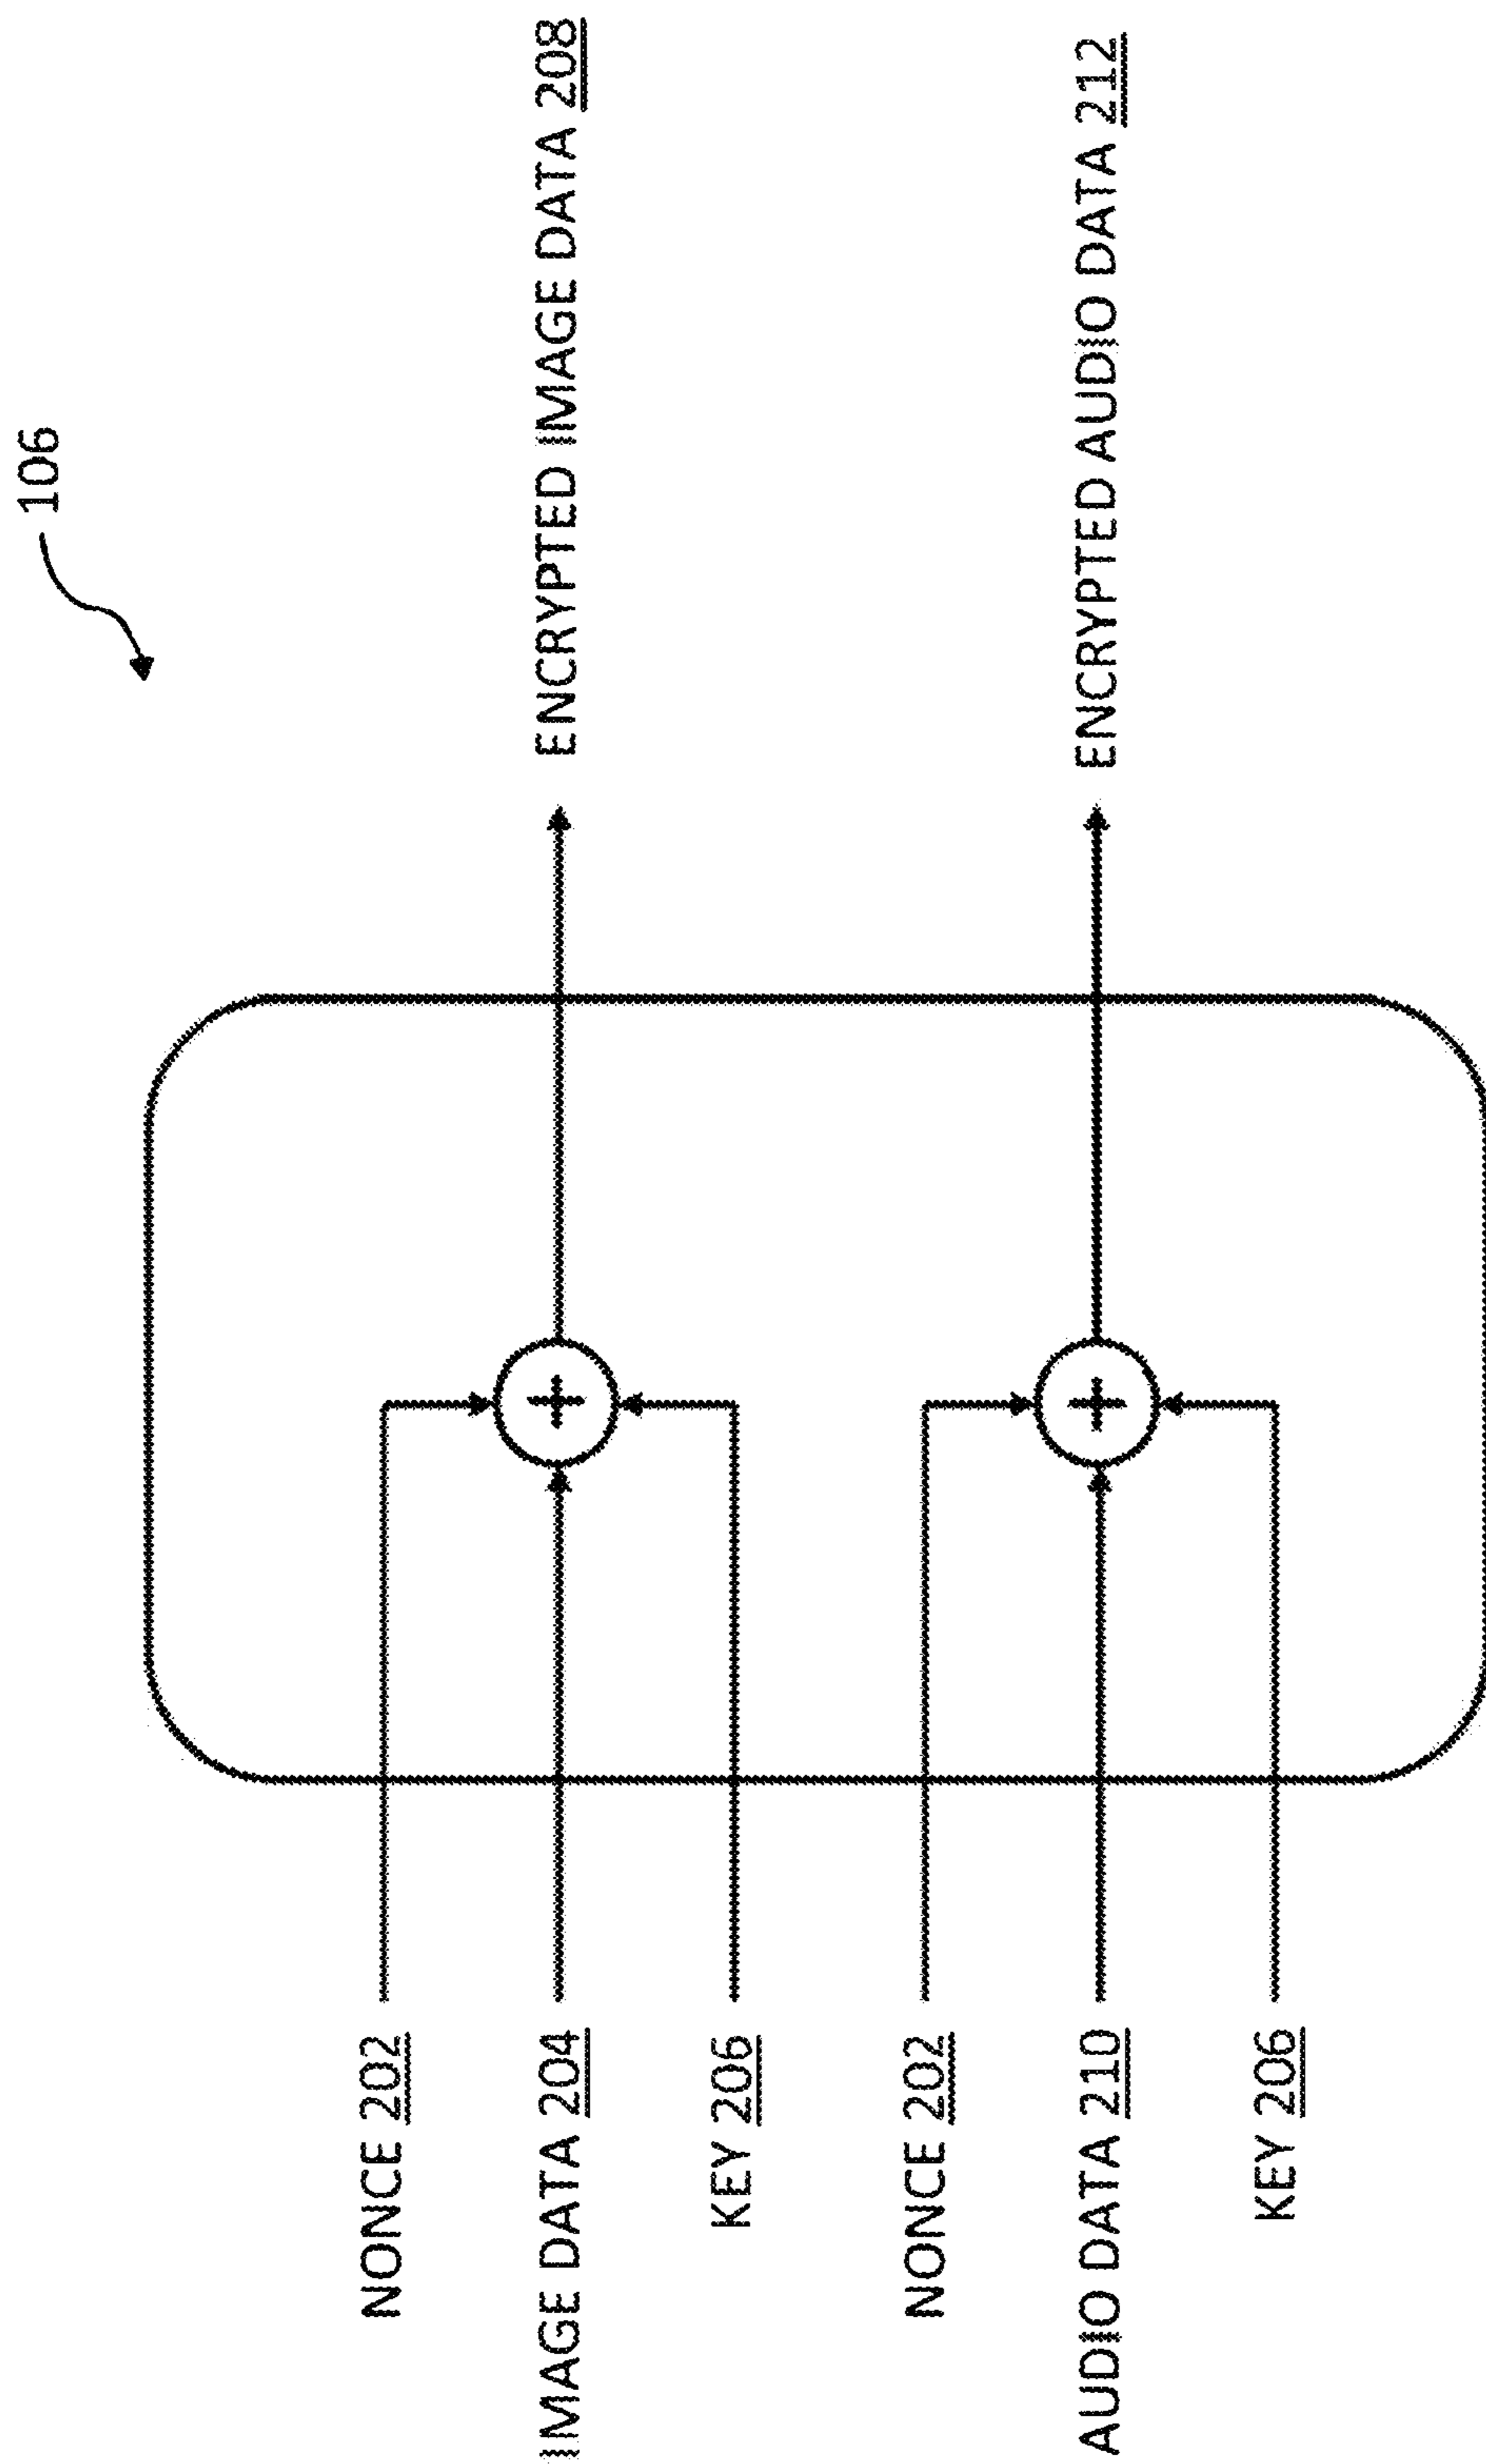 106
NONCE 202
IMAGE DATA 204
KEY 206
ENCRYPTED IMAGE DATA 208
NONCE 202
AUDIO DATA 210
KEY 206
ENCRYPTED AUDIO DATA 212